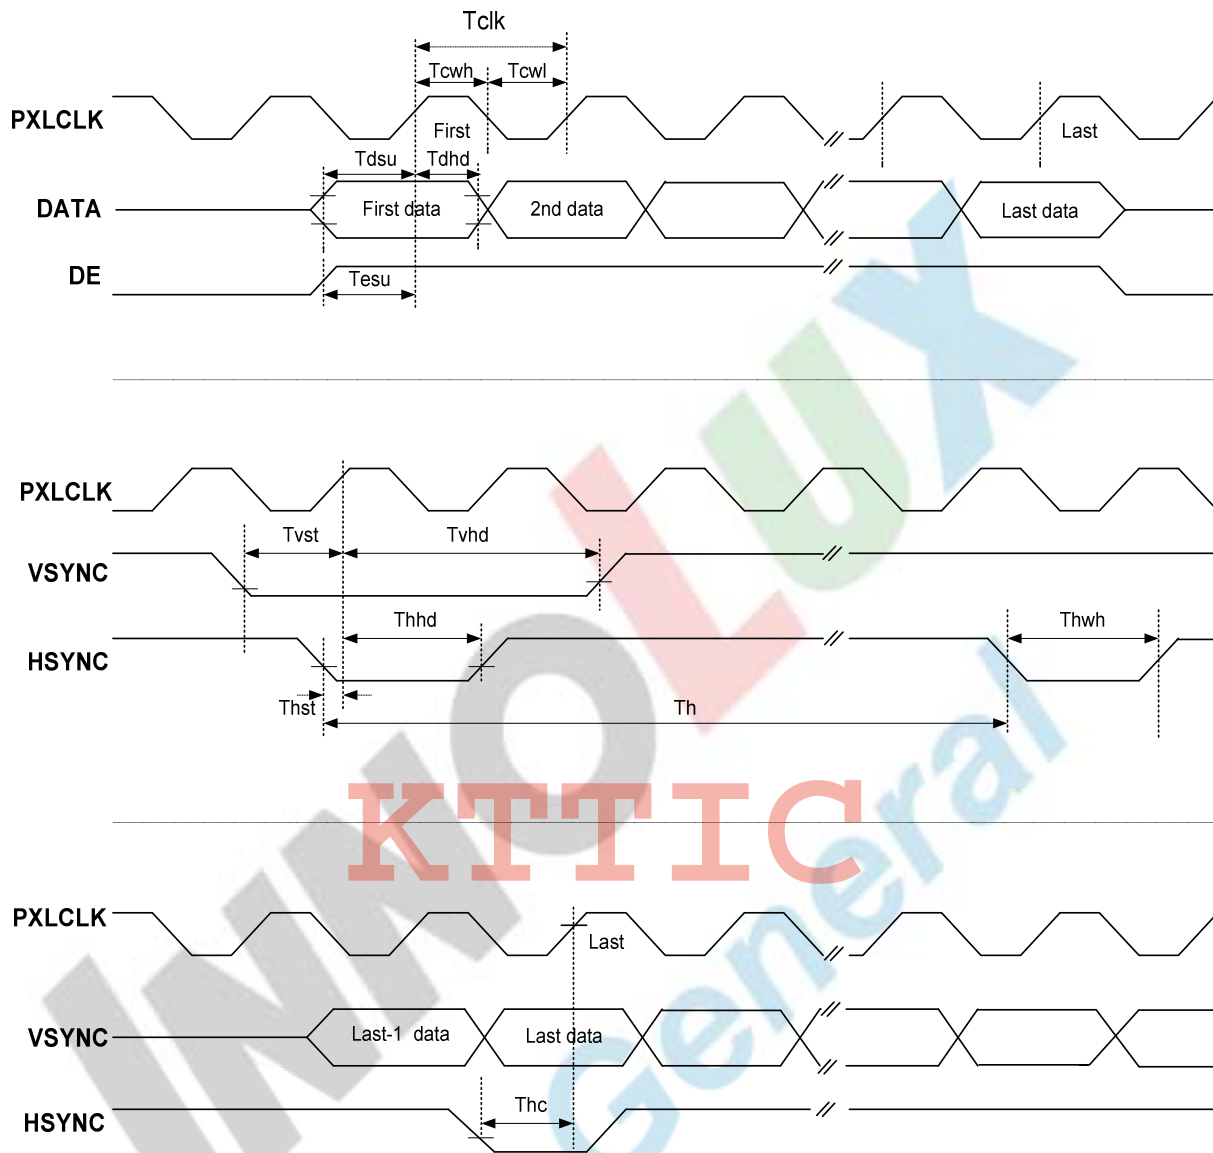 Tclk
Tcwh Tcwl
PXLCLK First Last
Tdsu Tdhd
DATA First data 2nd data Last data
DE Tesu
PXLCLK
Tvst Tvhd
VSYNC
Thhd Thwh
HSYNC
Thst Th
INNOLUX
KTTIC
General
PXLCLK Last
VSYNC Last-1 data Last data
HSYNC Thc